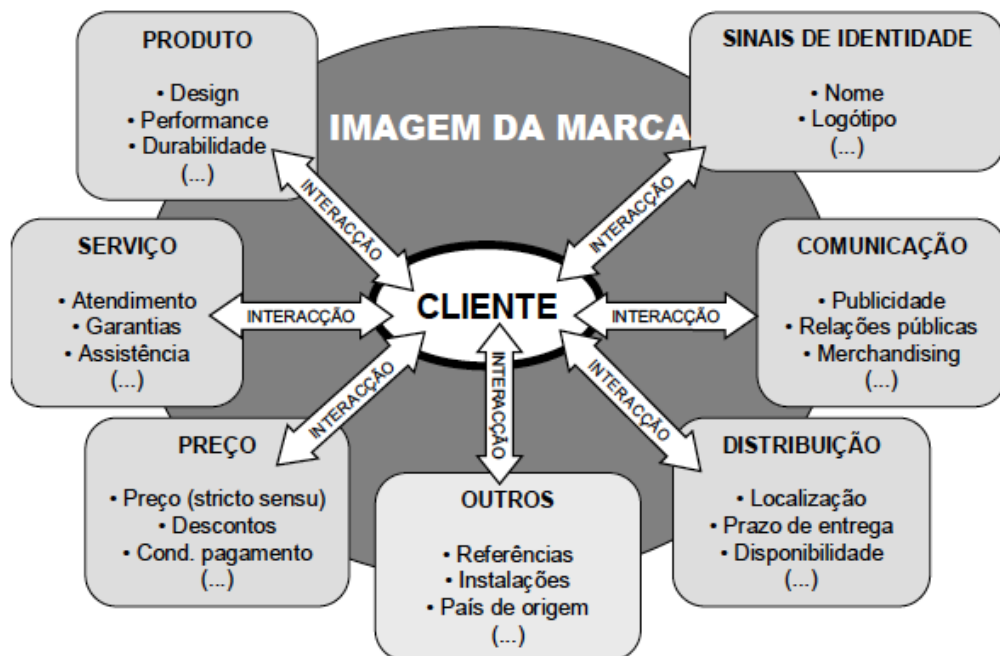 PRODUTO
• Design
• Performance
• Durabilidade
(...)
SINAIS DE IDENTIDADE
• Nome
• Logótipo
(...)
IMAGEM DA MARCA
INTERACÇÃO
INTERACÇÃO
SERVIÇO
• Atendimento
• Garantias
• Assistência
(...)
INTERACÇÃO
CLIENTE
INTERACÇÃO
COMUNICAÇÃO
• Publicidade
• Relações públicas
• Merchandising
(...)
INTERACÇÃO
INTERACÇÃO
INTERACÇÃO
PREÇO
• Preço (stricto sensu)
• Descontos
• Cond. pagamento
(...)
OUTROS
• Referências
• Instalações
• País de origem
(...)
DISTRIBUIÇÃO
• Localização
• Prazo de entrega
• Disponibilidade
(...)